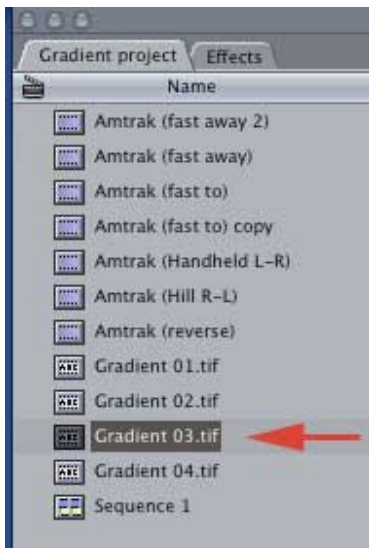 Gradient project Effects
Name
Amtrak (fast away 2)
Amtrak (fast away)
Amtrak (fast to)
Amtrak (fast to) copy
Amtrak (Handheld L-R)
Amtrak (Hill R-L)
Amtrak (reverse)
Gradient 01.tif
Gradient 02.tif
Gradient 03.tif
Gradient 04.tif
Sequence 1